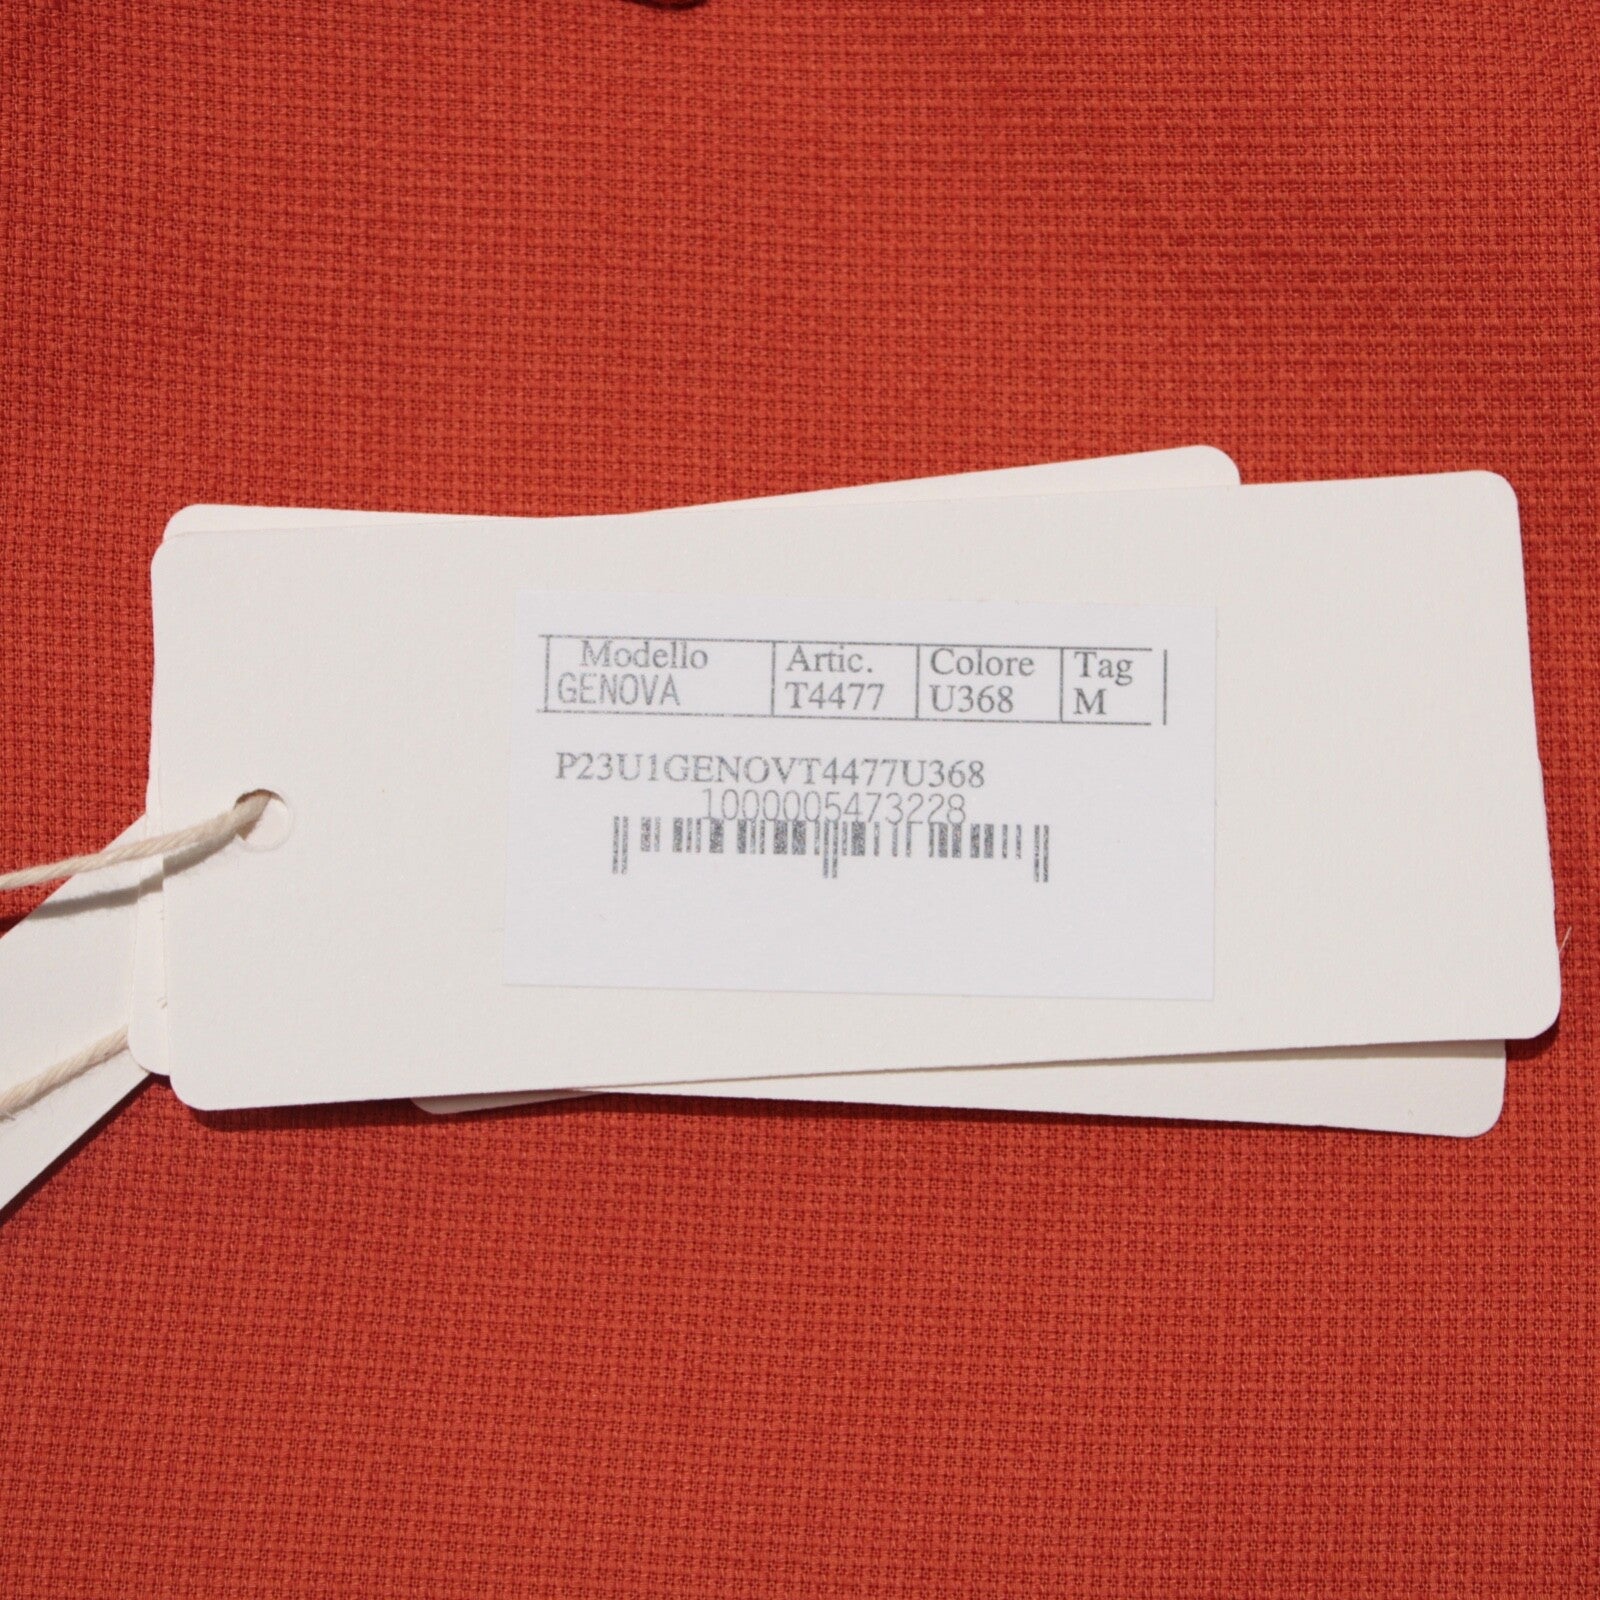 Modello Artic. Colore Tag
GENOVA T4477 U368 M
P23U1GENOVT4477U368
1000005473228